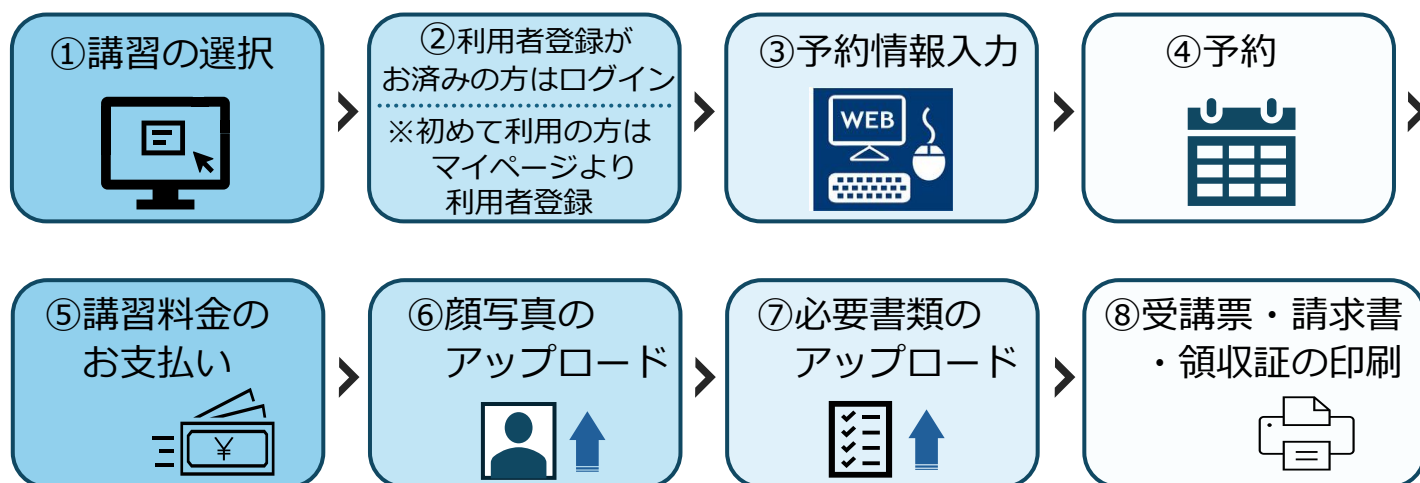 ①講習の選択
②利用者登録が
お済みの方はログイン
※初めて利用の方は
マイページより
利用者登録
③予約情報入力
WEB
④予約
⑤講習料金の
お支払い
¥
⑥顔写真の
アップロード
⑦必要書類の
アップロード
⑧受講票・請求書
・領収証の印刷